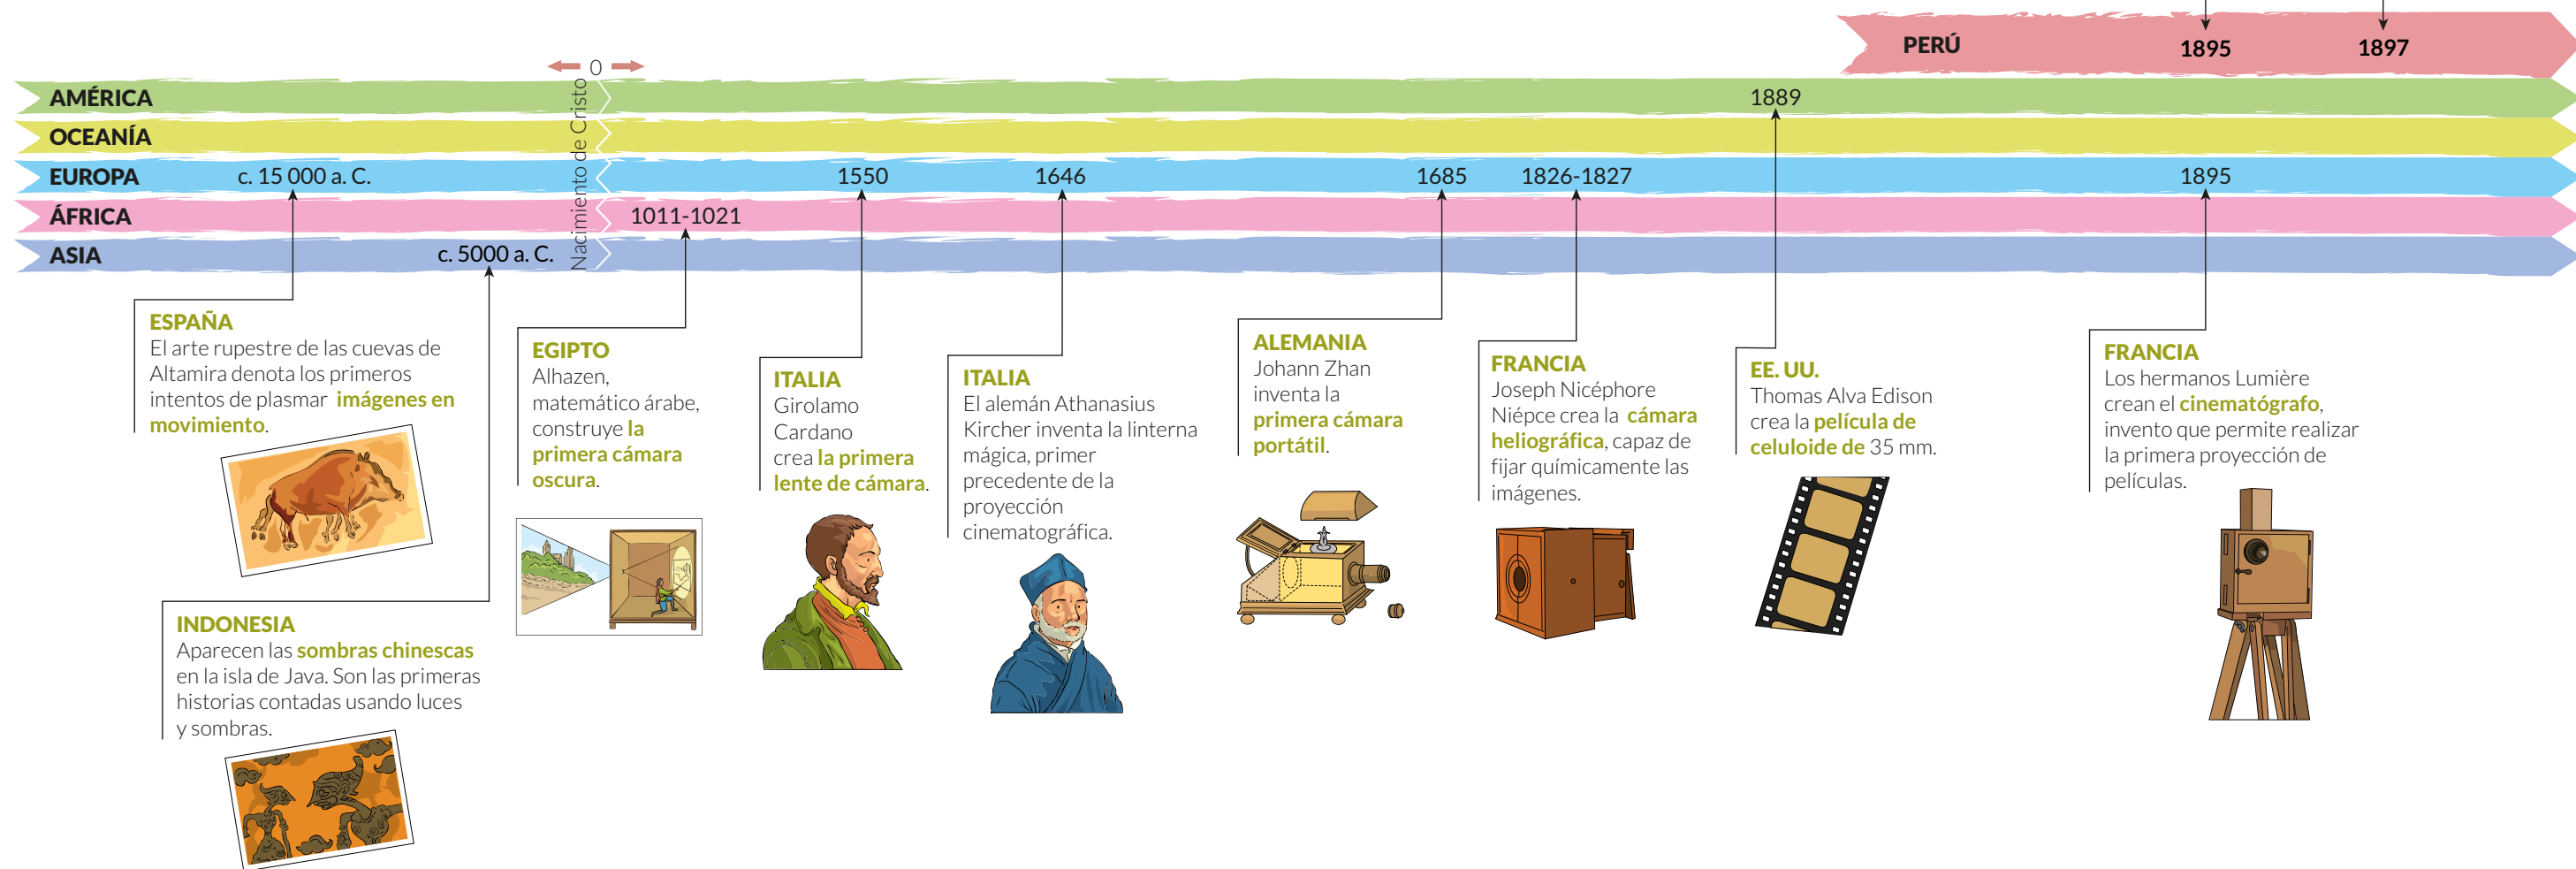 PERÚ
1895
1897
0
Nacimiento de Cristo
AMÉRICA
1889
OCEANÍA
EUROPA
c. 15 000 a. C.
1550
1646
1685
1826-1827
1895
ÁFRICA
1011-1021
ASIA
c. 5000 a. C.
ESPAÑA
El arte rupestre de las cuevas de
Altamira denota los primeros
intentos de plasmar imágenes en
movimiento.
INDONESIA
Aparecen las sombras chinescas
en la isla de Java. Son las primeras
historias contadas usando luces
y sombras.
EGIPTO
Alhazen,
matemático árabe,
construye la
primera cámara
oscura.
ITALIA
Girolamo
Cardano
crea la primera
lente de cámara.
ITALIA
El alemán Athanasius
Kircher inventa la linterna
mágica, primer
precedente de la
proyección
cinematográfica.
ALEMANIA
Johann Zhan
inventa la
primera cámara
portátil.
FRANCIA
Joseph Nicéphore
Niépce crea la cámara
heliográfica, capaz de
fijar químicamente las
imágenes.
EE. UU.
Thomas Alva Edison
crea la película de
celuloide de 35 mm.
FRANCIA
Los hermanos Lumière
crean el cinematógrafo,
invento que permite realizar
la primera proyección de
películas.